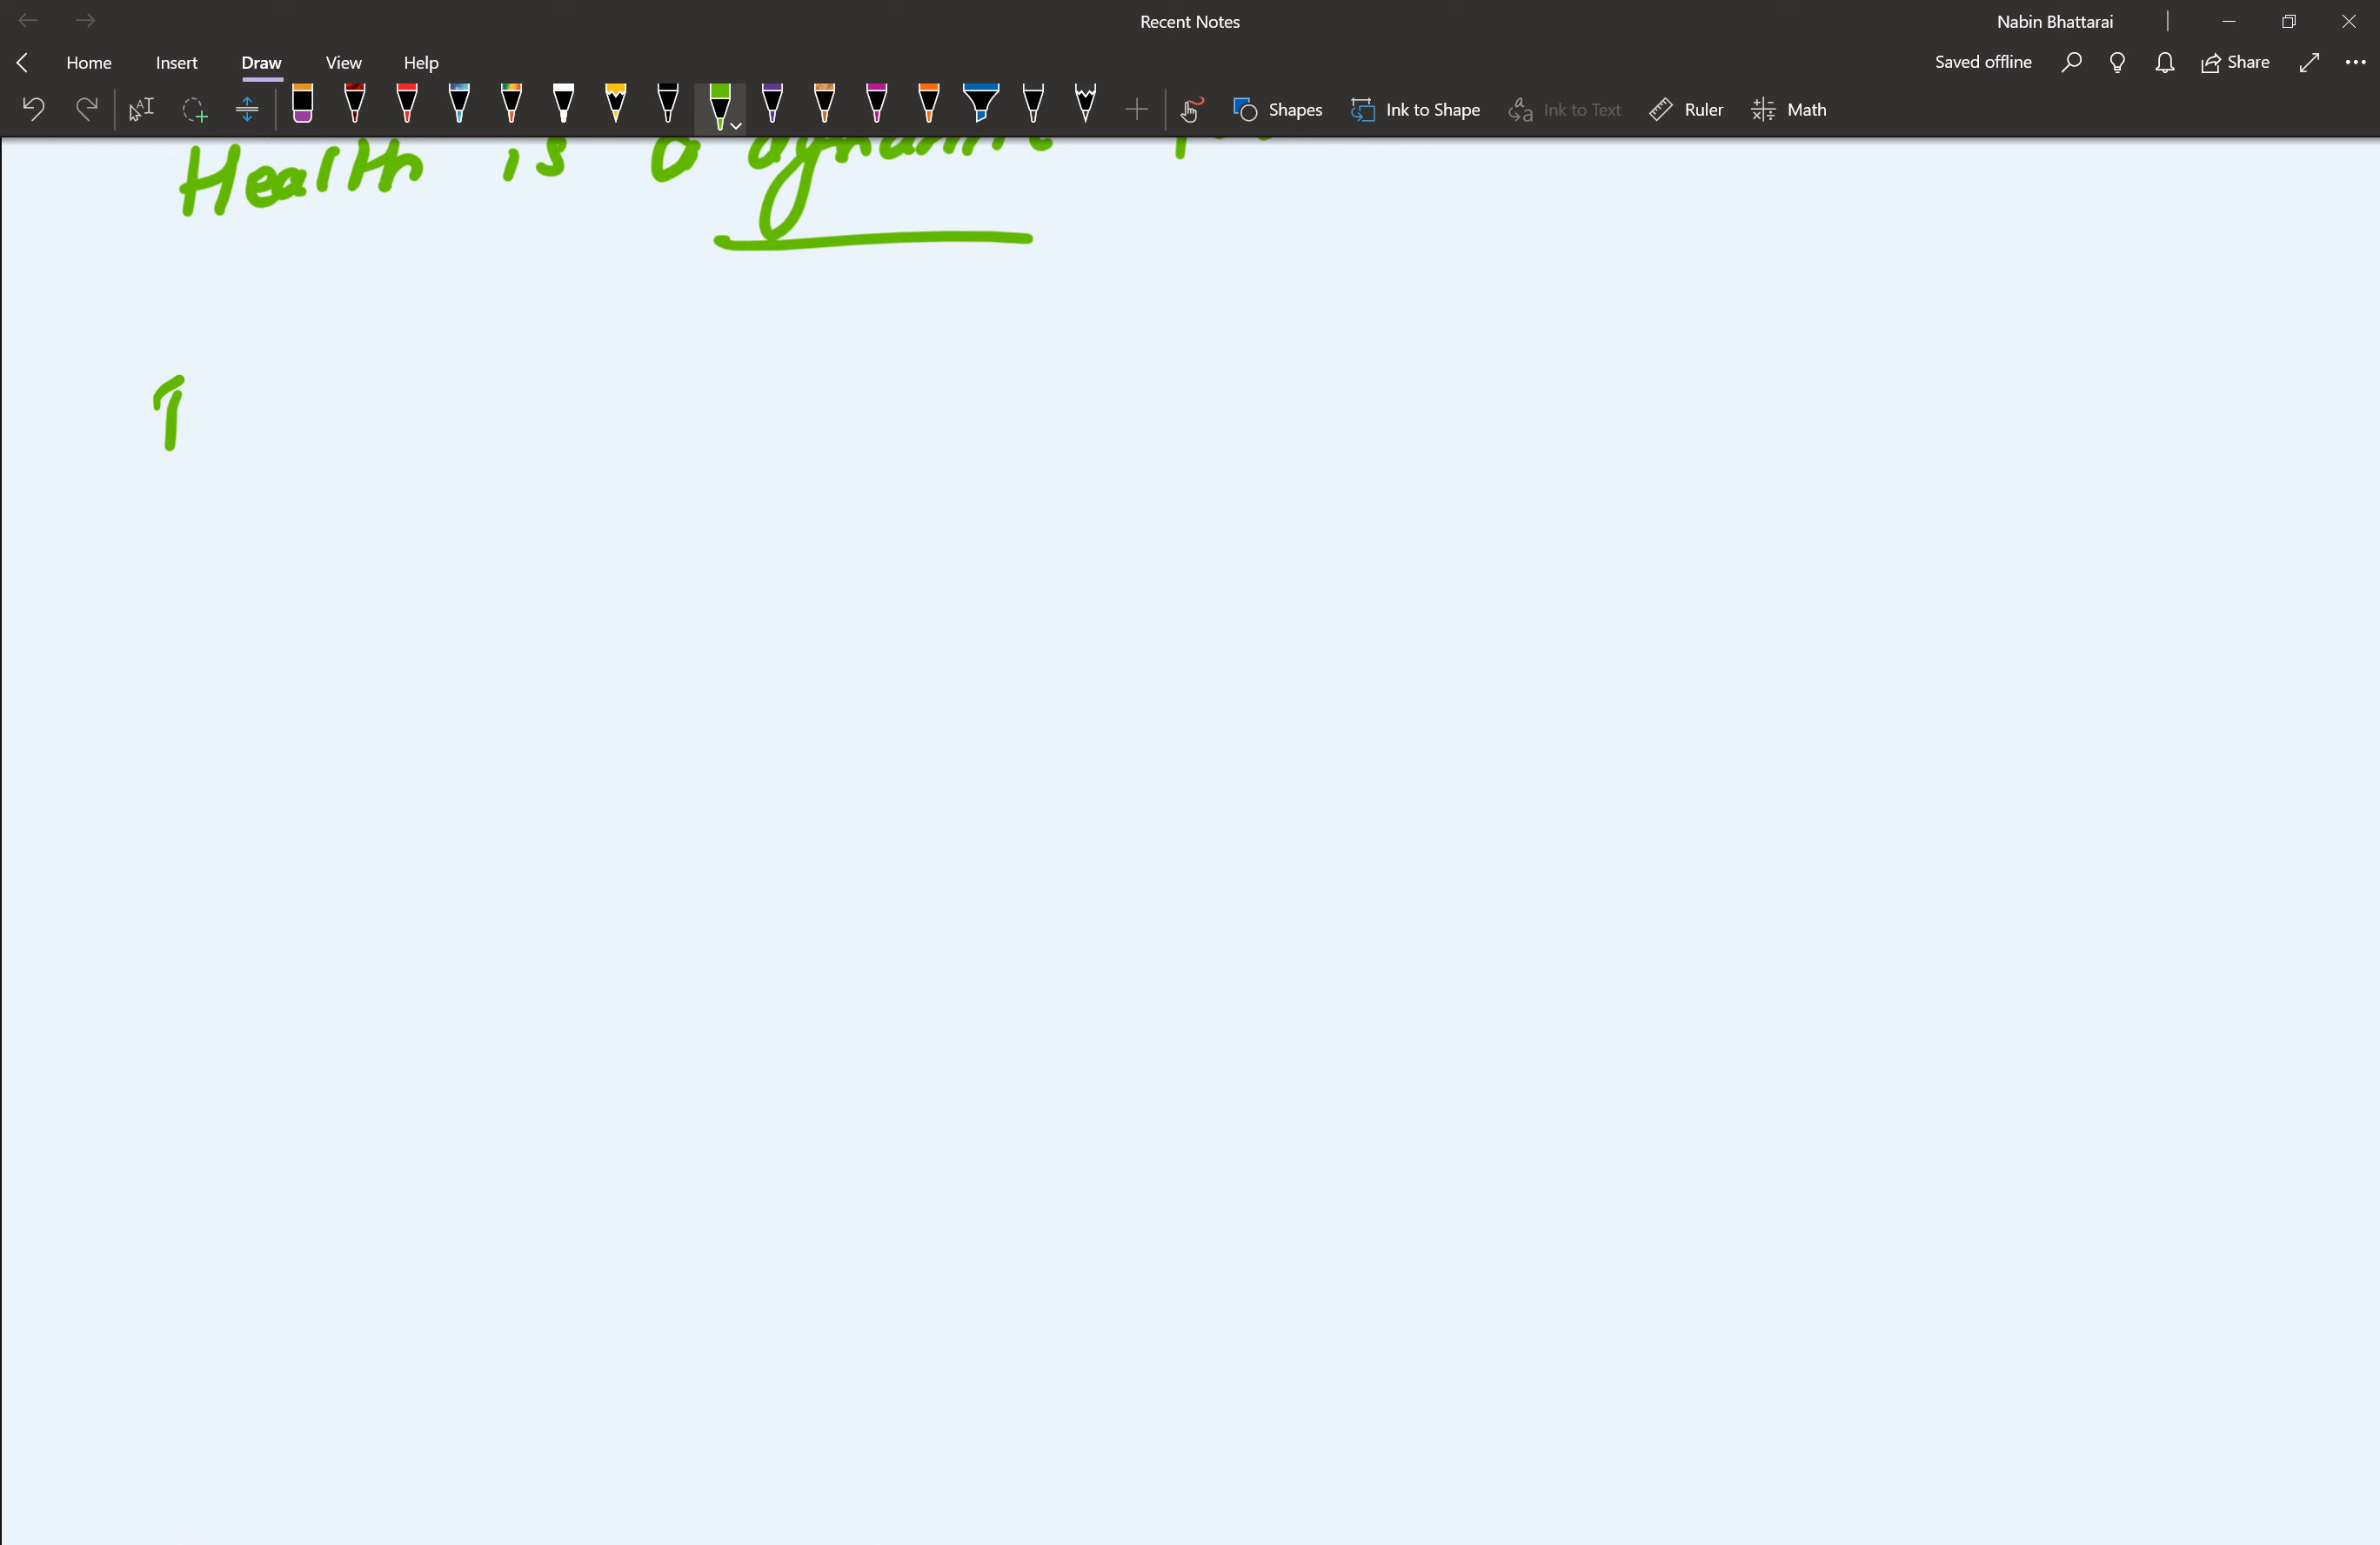 Recent Notes
Nabin Bhattarai
Home Insert Draw View Help
Saved offline Share
Shapes Ink to Shape Ink to Text Ruler Math
Health is a dynamic